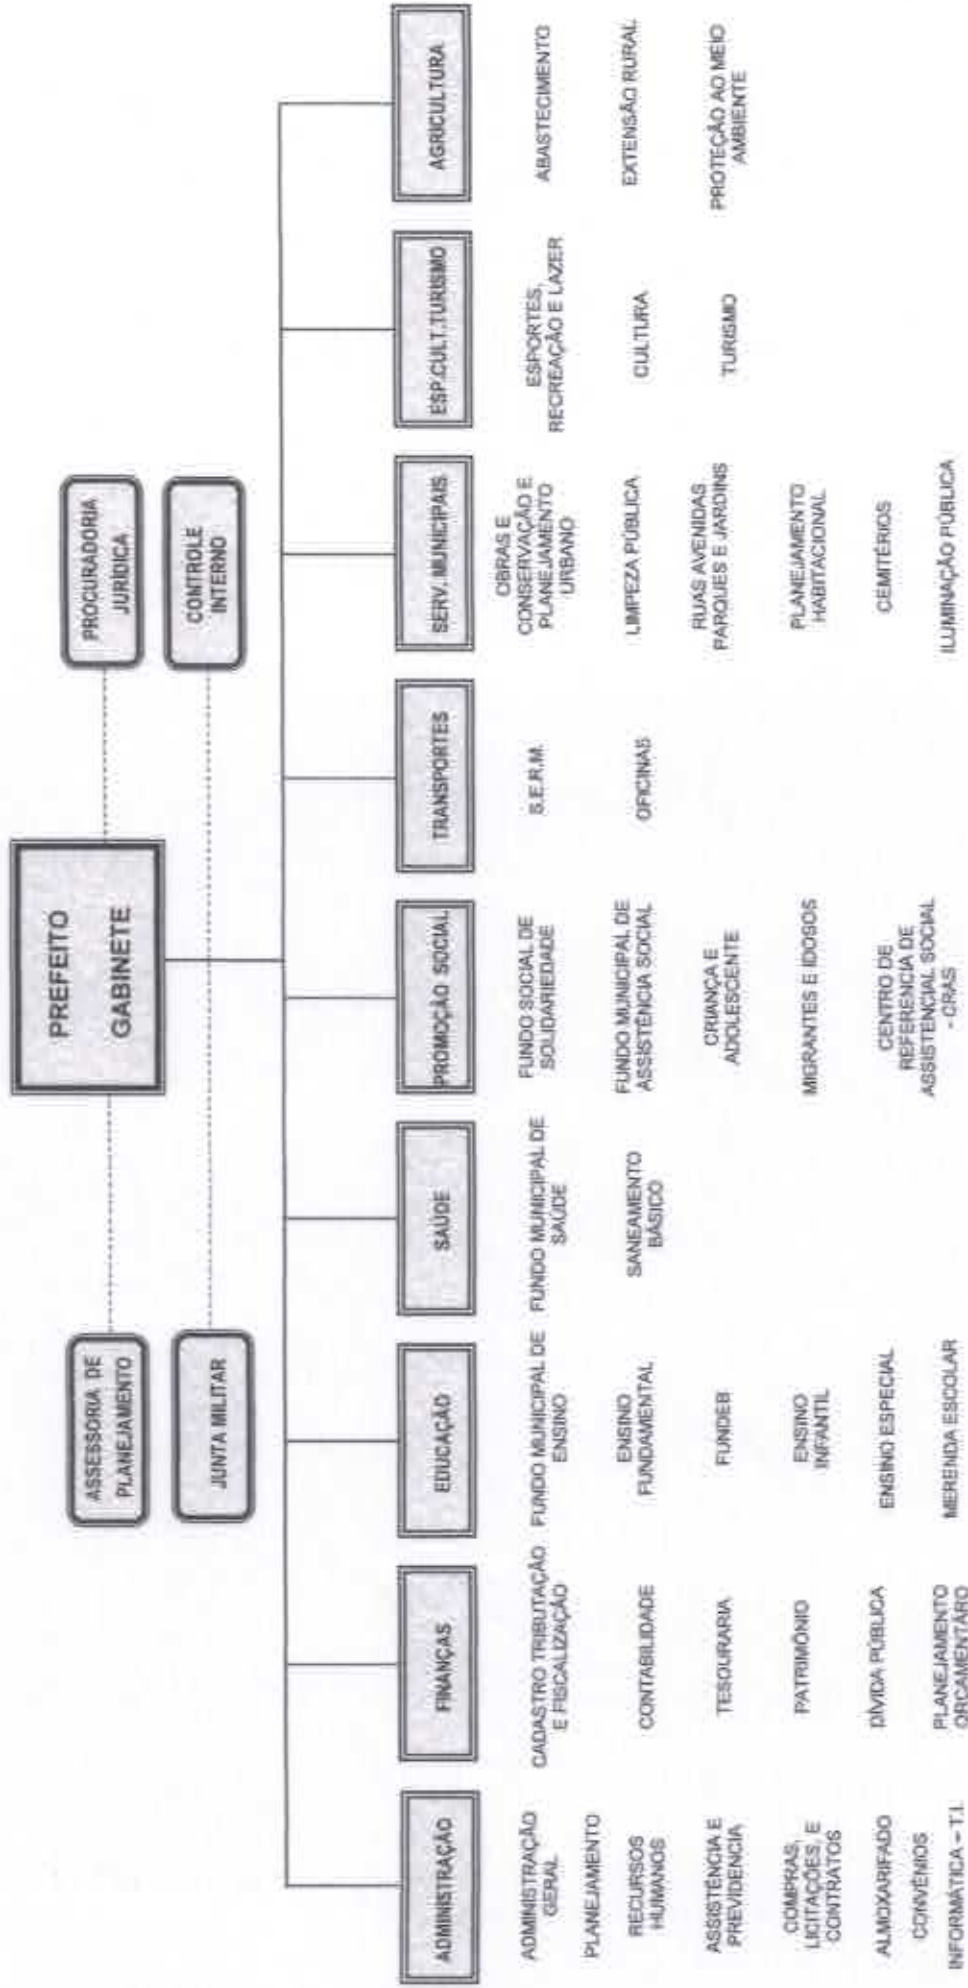 PREFEITO
GABINETE
ASSESSORIA DE
PLANEJAMENTO
PROCURADORIA
JURÍDICA
JUNTA MILITAR
CONTROLE
INTERNO
ADMINISTRAÇÃO
FINANÇAS
EDUCAÇÃO
SAÚDE
PROMOÇÃO SOCIAL
TRANSPORTES
SERV. MUNICIPAIS
ESP.CULT.TURISMO
AGRICULTURA
ADMINISTRAÇÃO
GERAL
PLANEJAMENTO
RECURSOS
HUMANOS
ASSISTÊNCIA E
PREVIDENCIA
COMPRAS,
LICITAÇÕES, E
CONTRATOS
ALMOXARIFADO
CONVÊNIOS
INFORMÁTICA – T.I.
CADASTRO TRIBUTAÇÃO
E FISCALIZAÇÃO
CONTABILIDADE
TESOURARIA
PATRIMÔNIO
DÍVIDA PÚBLICA
PLANEJAMENTO
ORÇAMENTÁRO
FUNDO MUNICIPAL DE
ENSINO
ENSINO
FUNDAMENTAL
FUNDEB
ENSINO
INFANTIL
ENSINO ESPECIAL
MERENDA ESCOLAR
FUNDO MUNICIPAL DE
SAÚDE
SANEAMENTO
BÁSICO
FUNDO SOCIAL DE
SOLIDARIEDADE
FUNDO MUNICIPAL DE
ASSISTÊNCIA SOCIAL
CRIANÇA E
ADOLESCENTE
MIGRANTES E IDOSOS
CENTRO DE
REFERENCIA DE
ASSISTENCIAL SOCIAL
- CRAS
S.E.R.M.
OFICINAS
OBRAS E
CONSERVAÇÃO E
PLANEJAMENTO
URBANO
LIMPEZA PÚBLICA
RUAS AVENIDAS
PARQUES E JARDINS
PLANEJAMENTO
HABITACIONAL
CEMITÉRIOS
ILUMINAÇÃO PÚBLICA
ESPORTES,
RECREAÇÃO E LAZER
CULTURA
TURISMO
ABASTECIMENTO
EXTENSÃO RURAL
PROTEÇÃO AO MEIO
AMBIENTE